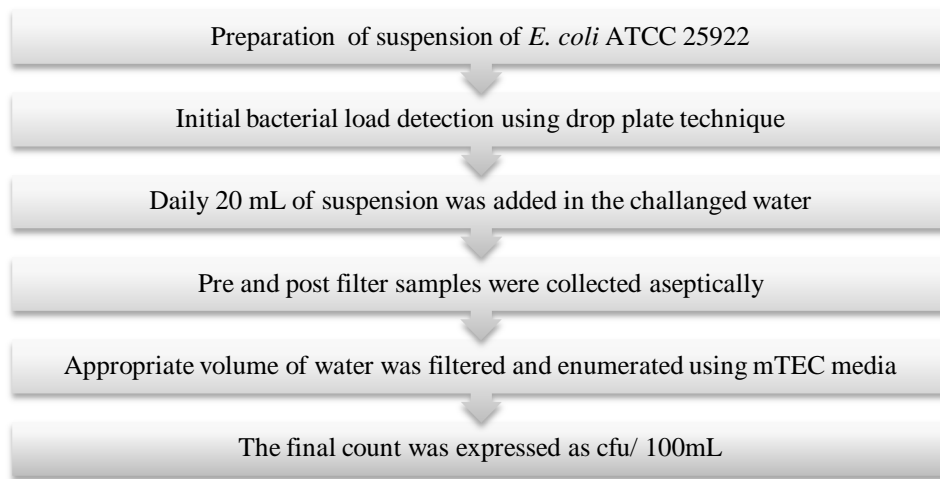 Preparation of suspension of E. coli ATCC 25922
Initial bacterial load detection using drop plate technique
Daily 20 mL of suspension was added in the challanged water
Pre and post filter samples were collected aseptically
Appropriate volume of water was filtered and enumerated using mTEC media
The final count was expressed as cfu/ 100mL